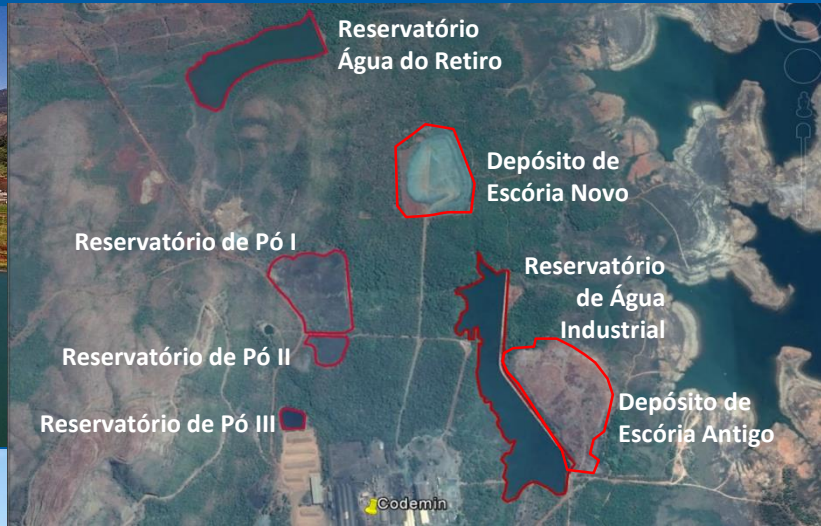 Reservatório
Água do Retiro
Depósito de
Escória Novo
Reservatório de Pó I
Reservatório
de Água
Industrial
Reservatório de Pó II
Depósito de
Escória Antigo
Reservatório de Pó III
Codemin